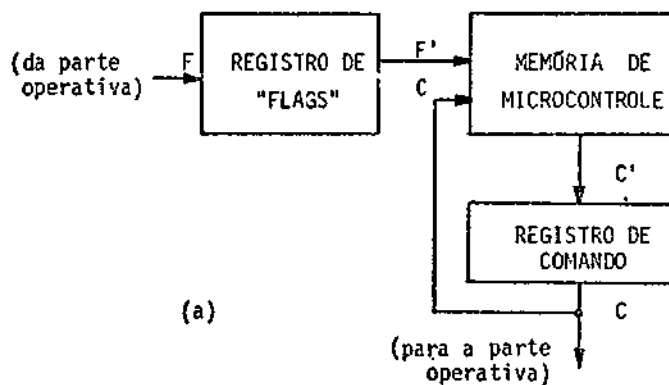 (da parte
operativa)
F
REGISTRO DE
"FLAGS"
F'
C
MEMÓRIA DE
MICROCONTROLE
C'
REGISTRO DE
COMANDO
C
(a)
(para a parte
operativa)